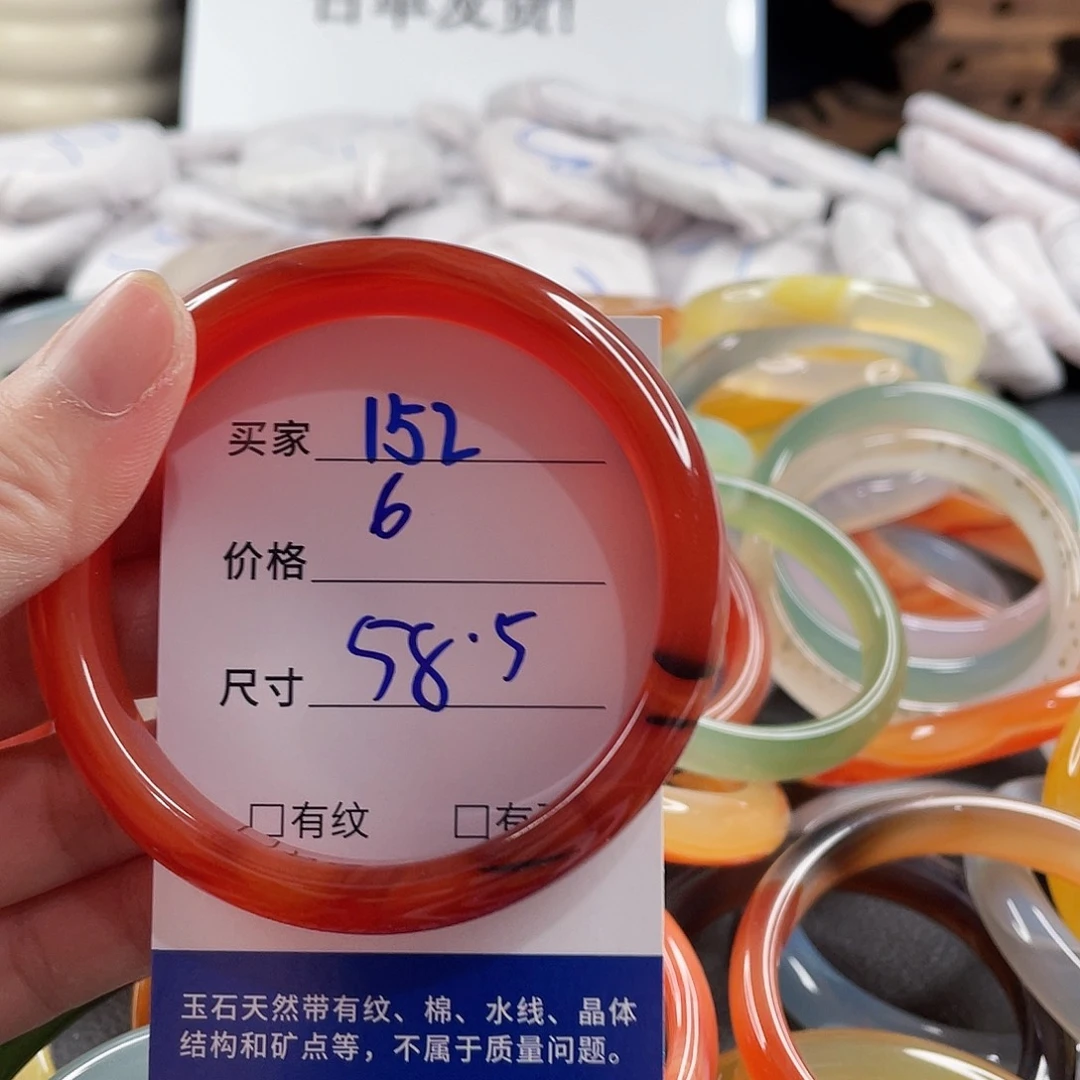 买家 152
6
价格
尺寸 58.5
□有纹 □有
玉石天然带有纹、棉、水线、晶体
结构和矿点等，不属于质量问题。